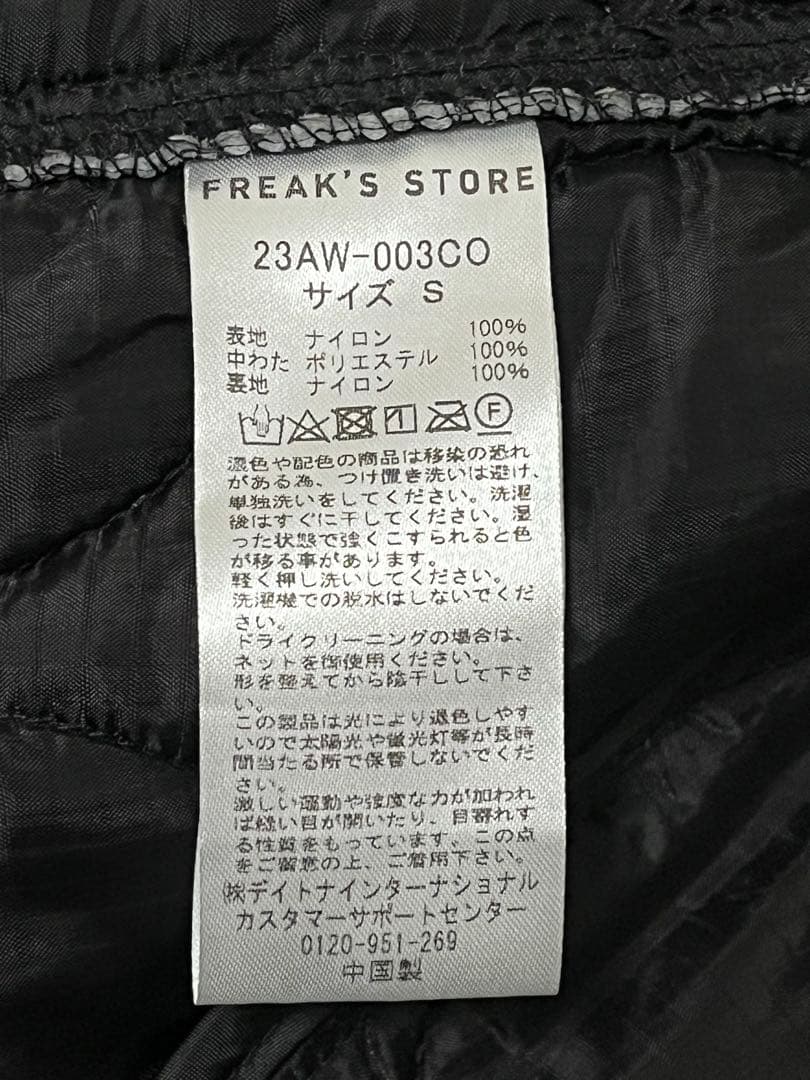 FREAK'S STORE
23AW-003CO
サイズ S
表地 ナイロン 100%
中わた ポリエステル 100%
裏地 ナイロン 100%
F
濃色や配色の商品は移染の恐れ
がある為、つけ置き洗いは避け、
単独洗いをしてください。洗濯
後はすぐに干してください。湿
った状態で強くこすられると色
が移る事があります。
軽く押し洗いしてください。
洗濯機での脱水はしないでくだ
さい。
ドライクリーニングの場合は、
ネットを御使用ください。
形を整えてから陰干しして下さ
い。
この製品は光により退色しやす
いので太陽光や蛍光灯等が長時
間当たる所で保管しないでくだ
さい。
激しい運動や強度な力が加われ
ば縫い目が開いたり、目寄れす
る性質をもっています。この点
をご留意の上、ご着用下さい。
㈱デイトナインターナショナル
カスタマーサポートセンター
0120-951-269
中国製